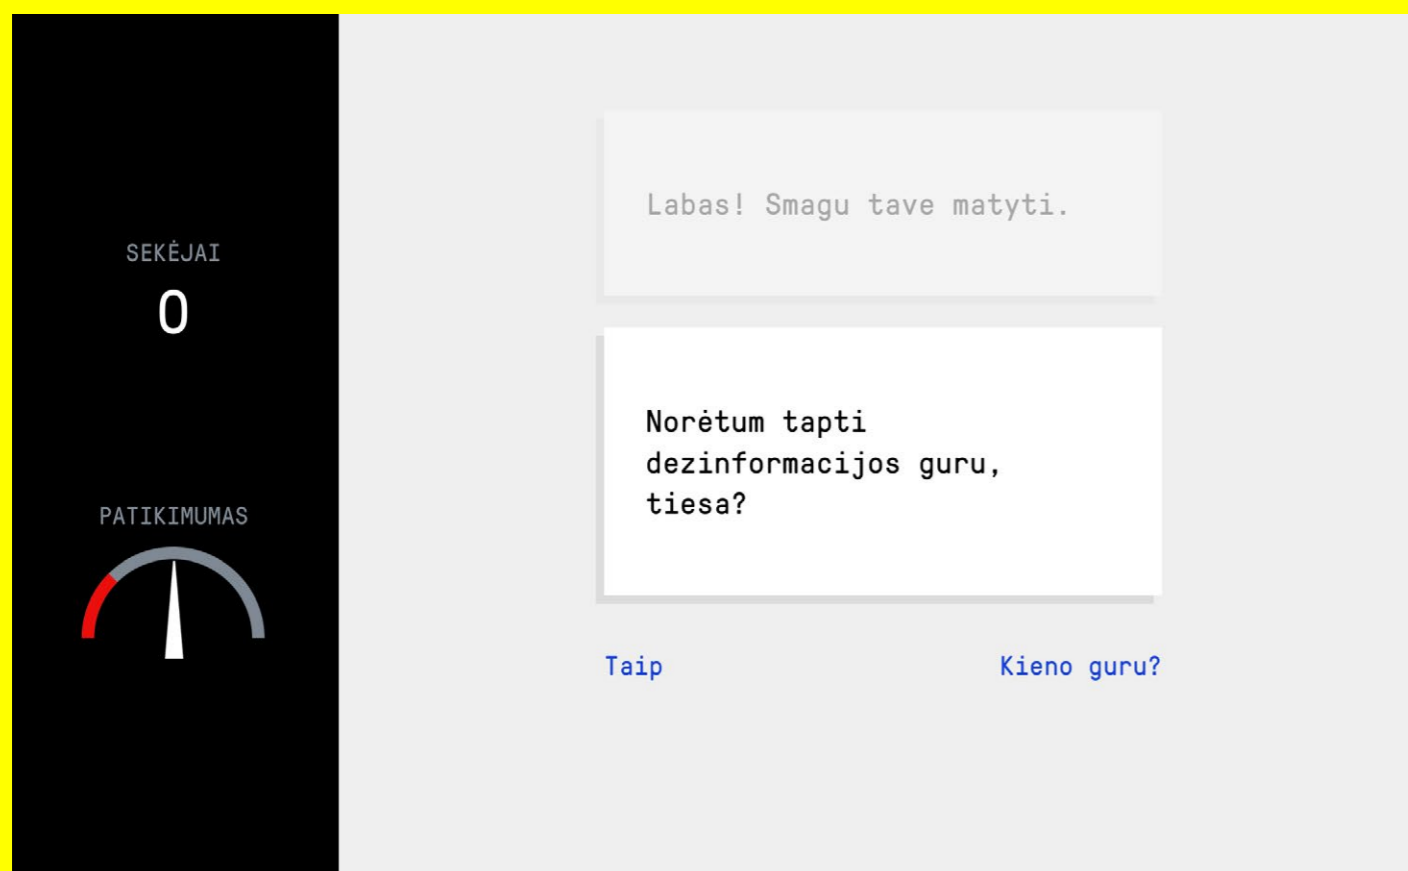 SEKĖJAI
0
PATIKIMUMAS
Labas! Smagu tave matyti.
Norėtum tapti
dezinformacijos guru,
tiesa?
Taip
Kieno guru?